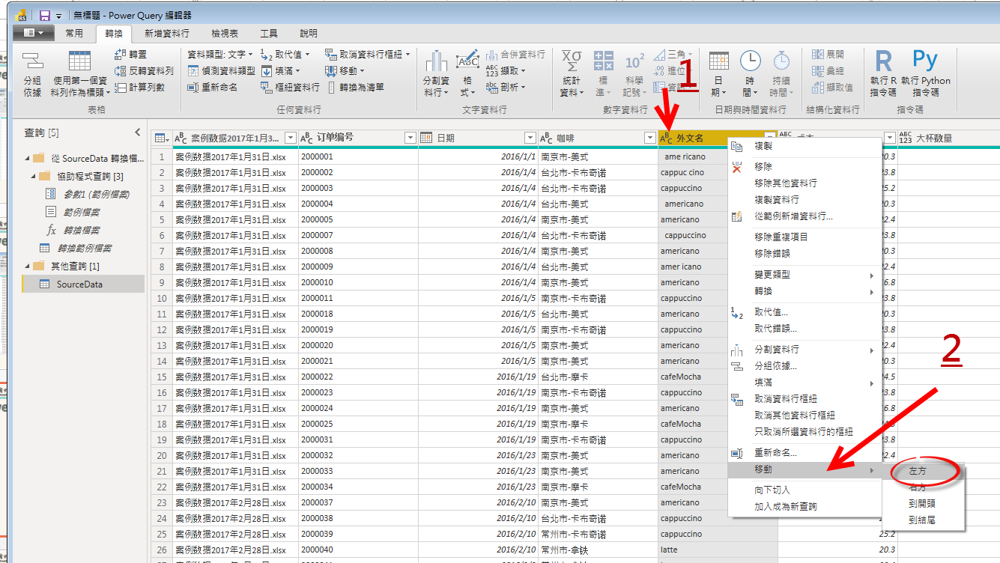 無標題 - Power Query 編輯器
常用 轉換 新增資料行 檢視表 工具 說明
分組依據
使用第一個資料列作為標頭
轉置
反轉資料列
計算列數
表格
資料類型: 文字
偵測資料類型
重新命名
取代值
填滿
樞紐資料行
取消資料行樞紐
移動
轉換為清單
任何資料行
分割資料行
格式
合併資料行
擷取
剖析
文字資料行
統計資料
標準
科學記號
三角
進位
數字資料行
日期
時間
持續時間
日期與時間資料行
展開
彙總
擷取值
結構化資料行
執行 R 指令碼
執行 Python 指令碼
指令碼
1
查詢 [5]
從 SourceData 轉換檔...
協助程式查詢 [3]
參數1 (範例檔案)
範例檔案
轉換檔案
轉換範例檔案
其他查詢 [1]
SourceData
案例数据2017年1月3... 订单编号 日期 咖啡 外文名 大杯数量
1 案例数据2017年1月31日.xlsx 2000001 2016/1/1 南京市-美式 ame ricano 20.3
2 案例数据2017年1月31日.xlsx 2000002 2016/1/4 台北市-卡布奇诺 cappuc cino 23.8
3 案例数据2017年1月31日.xlsx 2000003 2016/1/4 南京市-卡布奇诺 cappuccino 25.2
4 案例数据2017年1月31日.xlsx 2000004 2016/1/4 台北市-美式 americano 20.3
5 案例数据2017年1月31日.xlsx 2000005 2016/1/4 南京市-美式 americano 22.4
6 案例数据2017年1月31日.xlsx 2000007 2016/1/4 台北市-卡布奇诺 cappuccino 23.8
7 案例数据2017年1月31日.xlsx 2000008 2016/1/4 南京市-美式 americano
8 案例数据2017年1月31日.xlsx 2000009 2016/1/4 台北市-美式 amer icano 22.4
9 案例数据2017年1月31日.xlsx 2000010 2016/1/4 南京市-美式 americano
10 案例数据2017年1月31日.xlsx 2000011 2016/1/5 南京市-卡布奇诺 cappuccino 23.8
11 案例数据2017年1月31日.xlsx 2000018 2016/1/5 台北市-美式 americano
12 案例数据2017年1月31日.xlsx 2000019 2016/1/5 南京市-卡布奇诺 cappuccino 23.8
13 案例数据2017年1月31日.xlsx 2000020 2016/1/5 南京市-美式 americano 22.4
14 案例数据2017年1月31日.xlsx 2000021 2016/1/5 南京市-美式 americano 20.3
15 案例数据2017年1月31日.xlsx 2000022 2016/1/19 台北市-摩卡 cafeMocha
16 案例数据2017年1月31日.xlsx 2000023 2016/1/19 南京市-卡布奇诺 cappuccino 23.8
17 案例数据2017年1月31日.xlsx 2000024 2016/1/19 南京市-美式 americano
18 案例数据2017年1月31日.xlsx 2000025 2016/1/19 南京市-摩卡 cafeMocha
19 案例数据2017年1月31日.xlsx 2000031 2016/1/19 南京市-卡布奇诺 cappuccino 23.8
20 案例数据2017年1月31日.xlsx 2000032 2016/1/23 南京市-美式 americano 22.4
21 案例数据2017年1月31日.xlsx 2000033 2016/1/23 南京市-美式 americano
22 案例数据2017年1月31日.xlsx 2000034 2016/1/23 南京市-摩卡 cafeMocha
23 案例数据2017年2月28日.xlsx 2000037 2016/2/10 南京市-美式 americano
24 案例数据2017年2月28日.xlsx 2000038 2016/2/10 台北市-卡布奇诺 cappuccino
25 案例数据2017年2月28日.xlsx 2000039 2016/2/10 常州市-卡布奇诺 cappuccino 25.2
26 案例数据2017年2月28日.xlsx 2000040 2016/2/10 常州市-拿铁 latte 20.3
複製
移除
移除其他資料行
複製資料行
從範例新增資料行...
移除重複項目
移除錯誤
變更類型
轉換
取代值...
取代錯誤...
分割資料行
分組依據...
填滿
取消資料行樞紐
取消其他資料行樞紐
只取消所選資料行的樞紐
重新命名...
移動
向下切入
加入成為新查詢
2
左方
右方
到開頭
到結尾